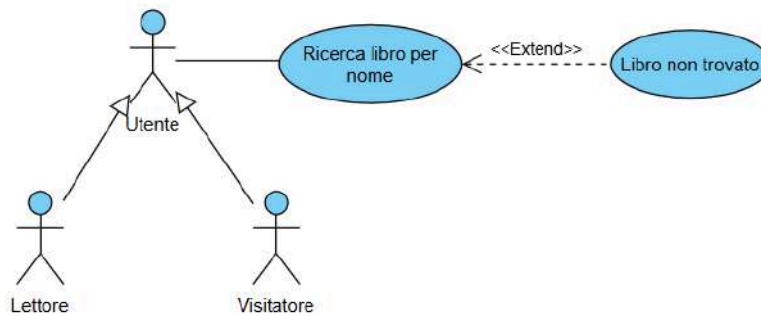 Ricerca libro per
nome
<<Extend>>
Libro non trovato
Utente
Lettore
Visitatore